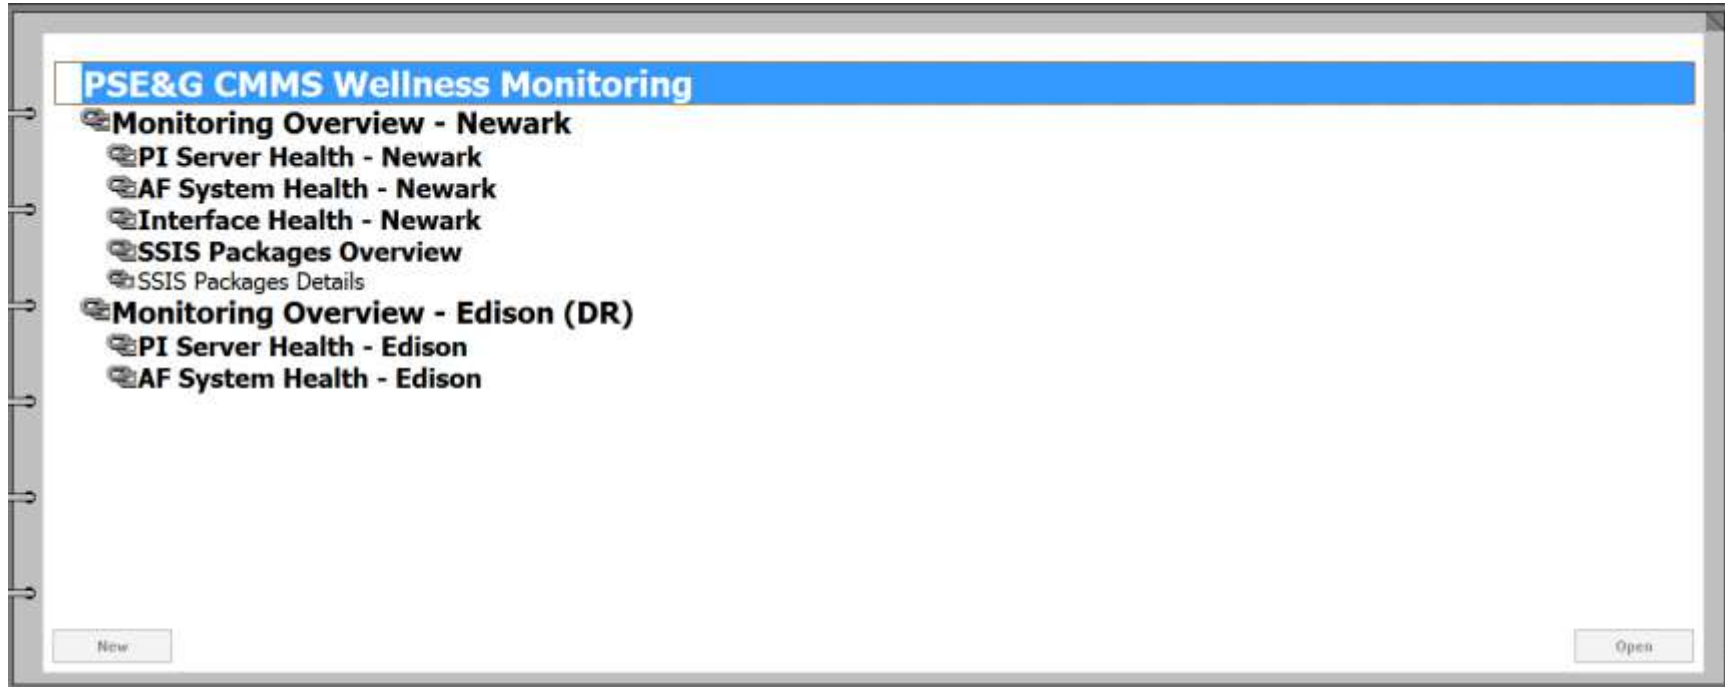 PSE&G CMMS Wellness Monitoring
Monitoring Overview - Newark
PI Server Health - Newark
AF System Health - Newark
Interface Health - Newark
SSIS Packages Overview
SSIS Packages Details
Monitoring Overview - Edison (DR)
PI Server Health - Edison
AF System Health - Edison
New
Open